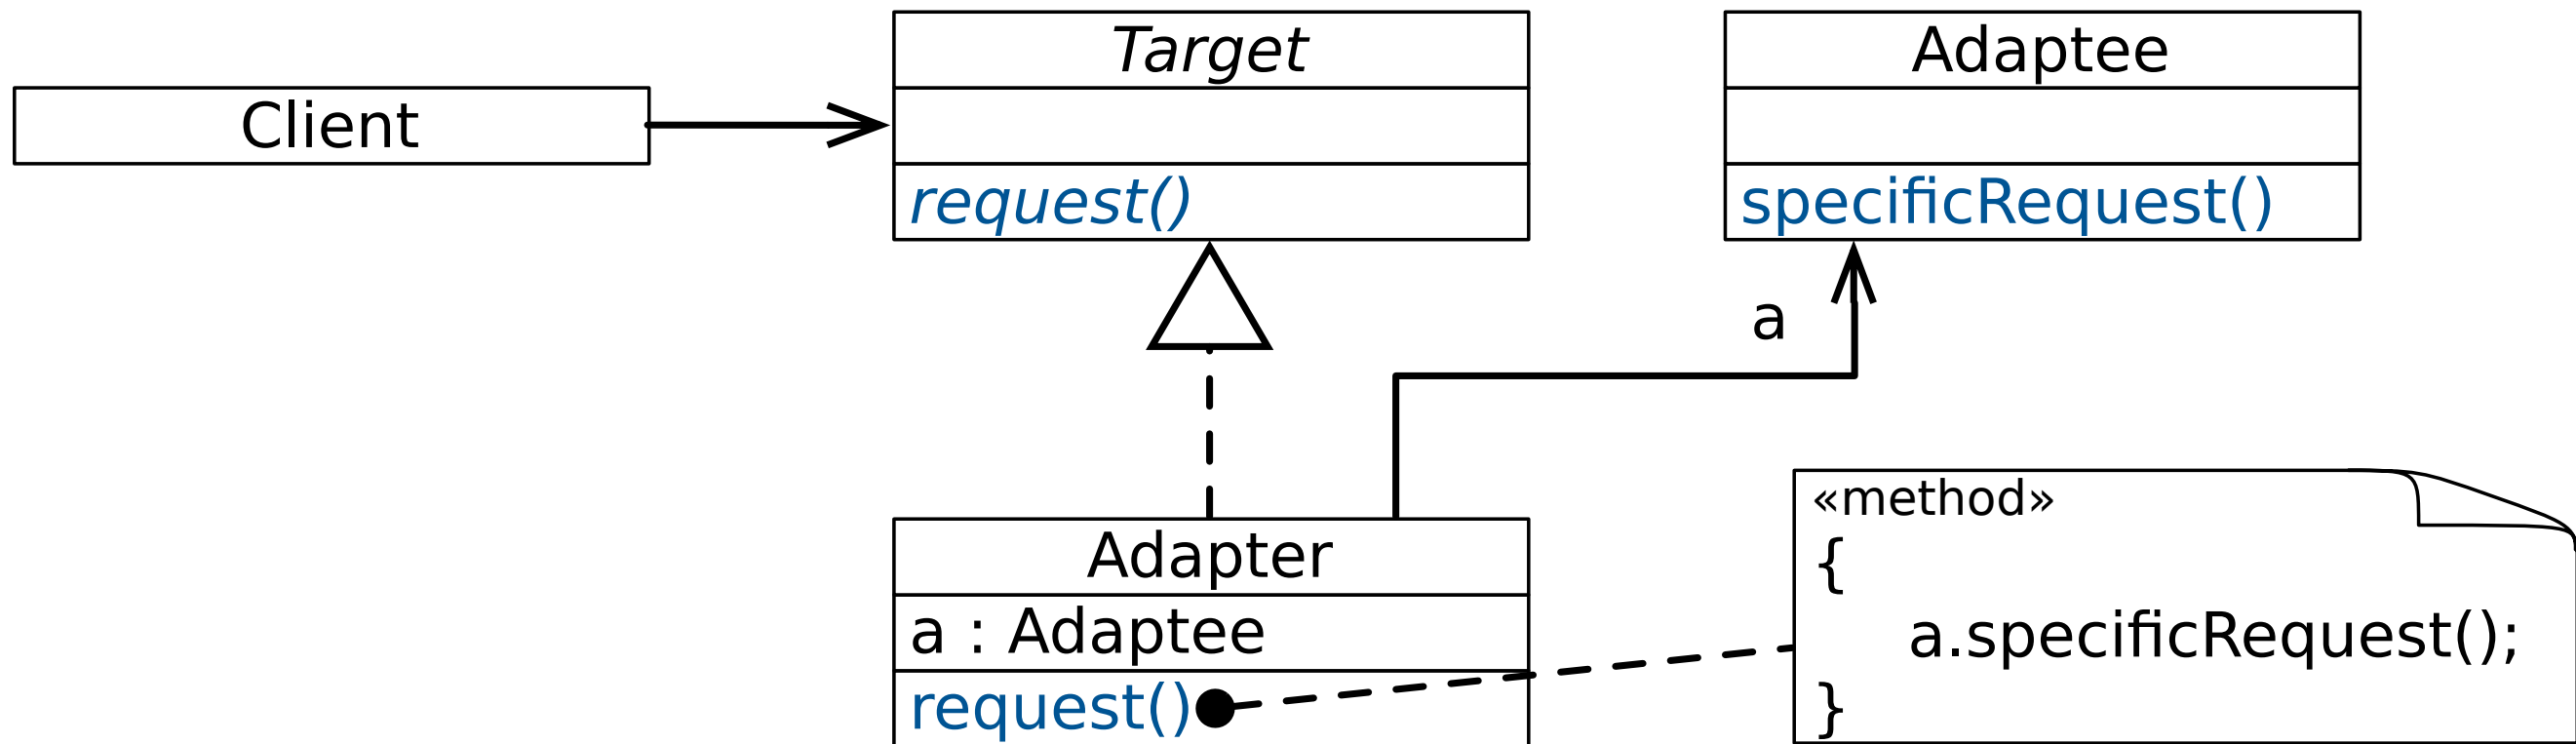 Client
Target
request()
Adaptee
specificRequest()
a
Adapter
a : Adaptee
request()
«method»
{
a.specificRequest();
}